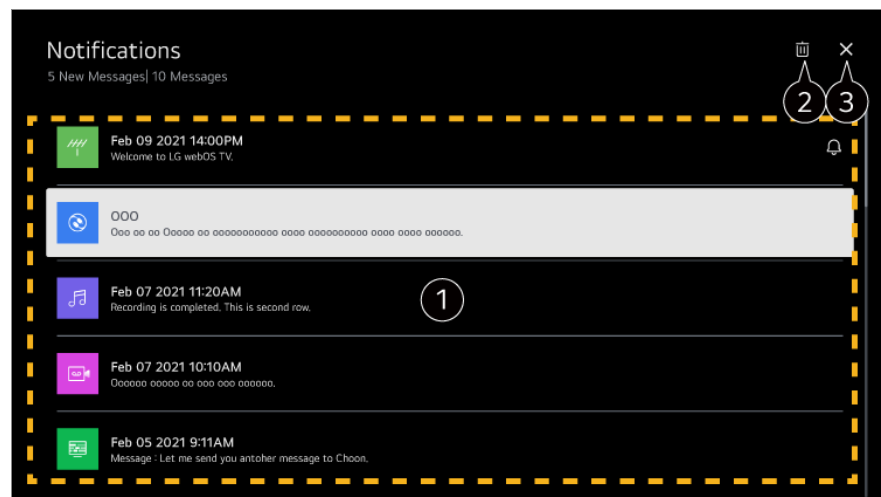 Notifications
5 New Messages| 10 Messages
2
3
Feb 09 2021 14:00PM
Welcome to LG webOS TV.
OOO
Ooo oo oo Ooooo oo ooooooooooo oooo oooooooooo oooo oooo oooooo.
Feb 07 2021 11:20AM
Recording is completed. This is second row.
1
Feb 07 2021 10:10AM
Oooooo ooooo oo ooo ooo oooooo.
Feb 05 2021 9:11AM
Message : Let me send you antoher message to Choon.